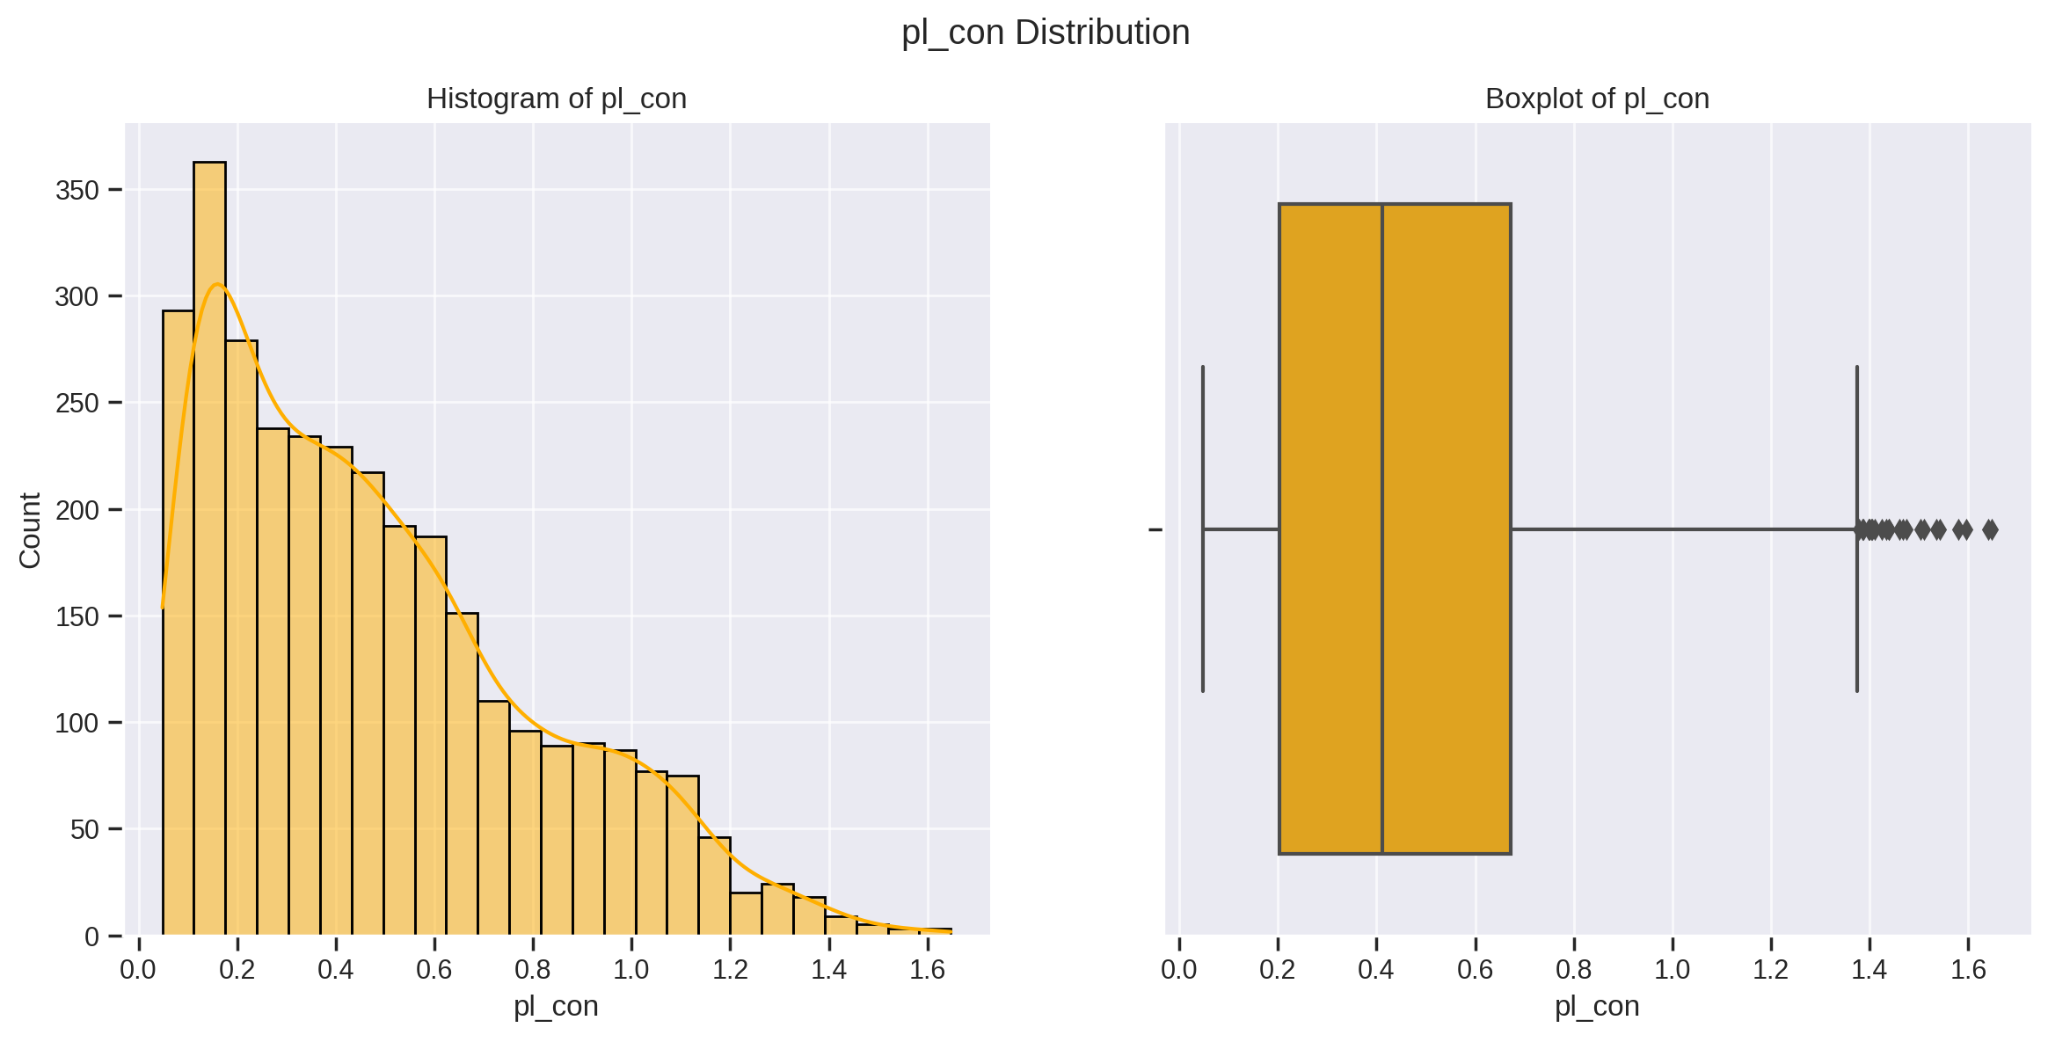 pl_con Distribution
Histogram of pl_con
Count
350
300
250
200
150
100
50
0
0.0 0.2 0.4 0.6 0.8 1.0 1.2 1.4 1.6
pl_con
Boxplot of pl_con
0.0 0.2 0.4 0.6 0.8 1.0 1.2 1.4 1.6
pl_con